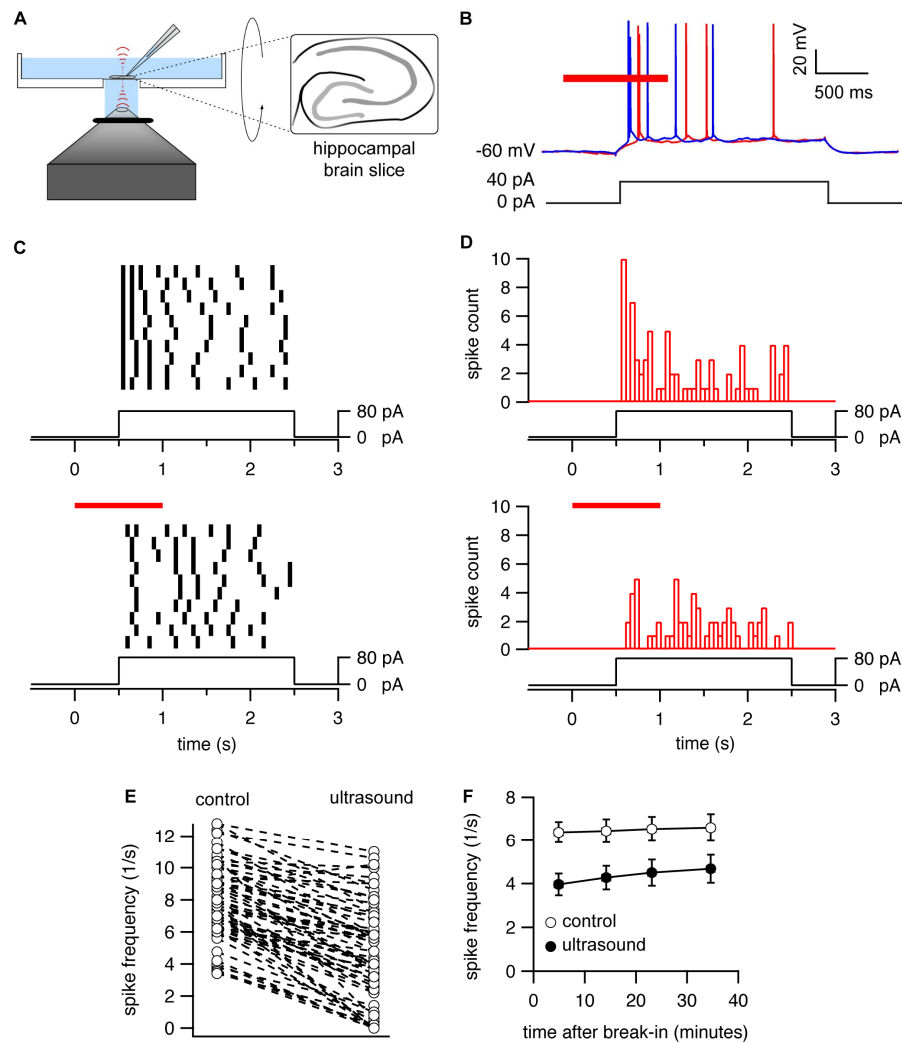 A
hippocampal
brain slice
B
20 mV
500 ms
-60 mV
40 pA
0 pA
C
80 pA
0 pA
0 1 2 3
80 pA
0 pA
0 1 2 3
time (s)
D
10
8
6
4
2
0
spike count
80 pA
0 pA
0 1 2 3
10
8
6
4
2
0
spike count
80 pA
0 pA
0 1 2 3
time (s)
E
control
ultrasound
12
10
8
6
4
2
0
spike frequency (1/s)
F
8
6
4
2
0
spike frequency (1/s)
control
ultrasound
0 10 20 30 40
time after break-in (minutes)